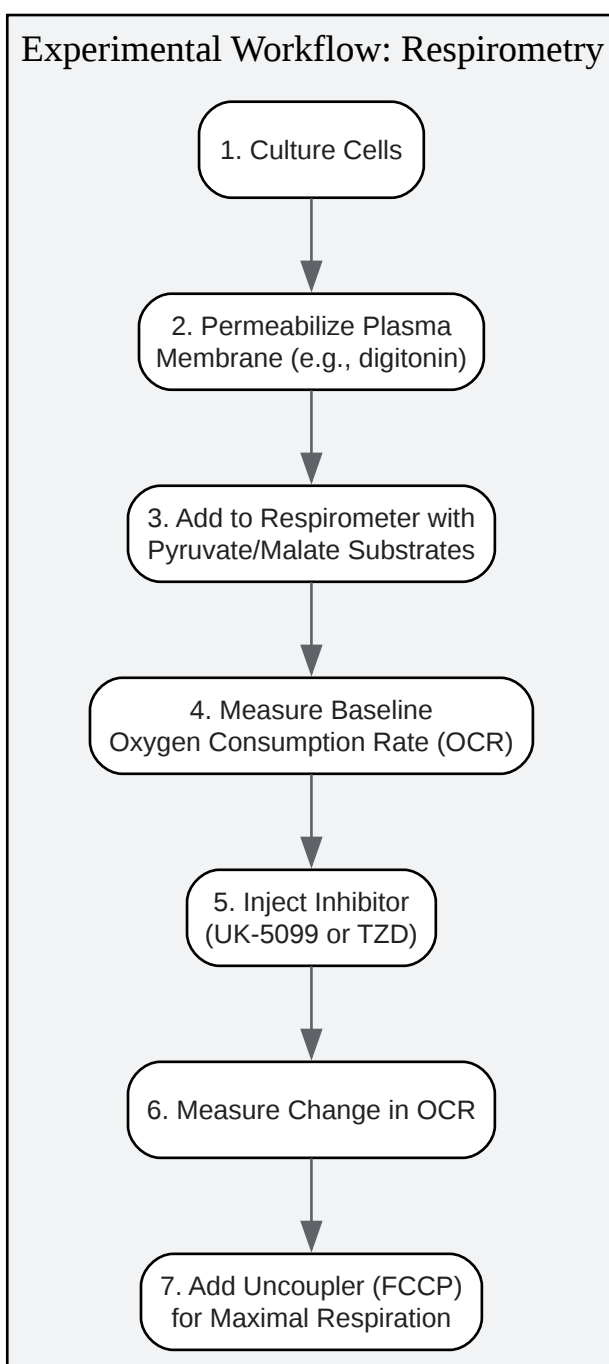 Experimental Workflow: Respirometry
1. Culture Cells
2. Permeabilize Plasma
Membrane (e.g., digitonin)
3. Add to Respirometer with
Pyruvate/Malate Substrates
4. Measure Baseline
Oxygen Consumption Rate (OCR)
5. Inject Inhibitor
(UK-5099 or TZD)
6. Measure Change in OCR
7. Add Uncoupler (FCCP)
for Maximal Respiration